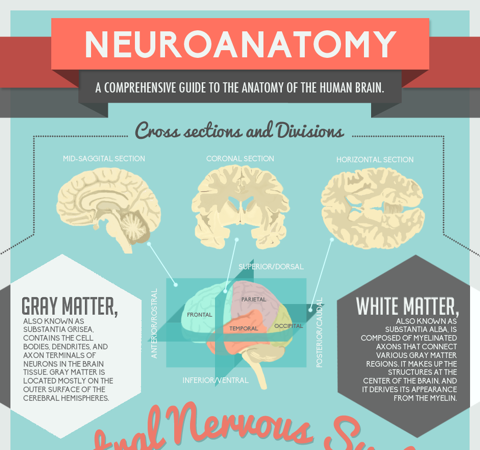 NEUROANATOMY
A COMPREHENSIVE GUIDE TO THE ANATOMY OF THE HUMAN BRAIN.
Cross sections and Divisions
MID-SAGGITAL SECTION
CORONAL SECTION
HORIZONTAL SECTION
SUPERIOR/DORSAL
ANTERIOR/ROSTRAL
FRONTAL
PARIETAL
TEMPORAL
OCCIPITAL
POSTERIOR/CAUDAL
INFERIOR/VENTRAL
GRAY MATTER,
ALSO KNOWN AS
SUBSTANTIA GRISEA,
CONTAINS THE CELL
BODIES, DENDRITES, AND
AXON TERMINALS OF
NEURONS IN THE BRAIN
TISSUE. GRAY MATTER IS
LOCATED MOSTLY ON THE
OUTER SURFACE OF THE
CEREBRAL HEMISPHERES.
WHITE MATTER,
ALSO KNOWN AS
SUBSTANTIA ALBA, IS
COMPOSED OF MYELINATED
AXONS THAT CONNECT
VARIOUS GRAY MATTER
REGIONS. IT MAKES UP THE
STRUCTURES AT THE
CENTER OF THE BRAIN, AND
IT DERIVES ITS APPEARANCE
FROM THE MYELIN.
Nervous